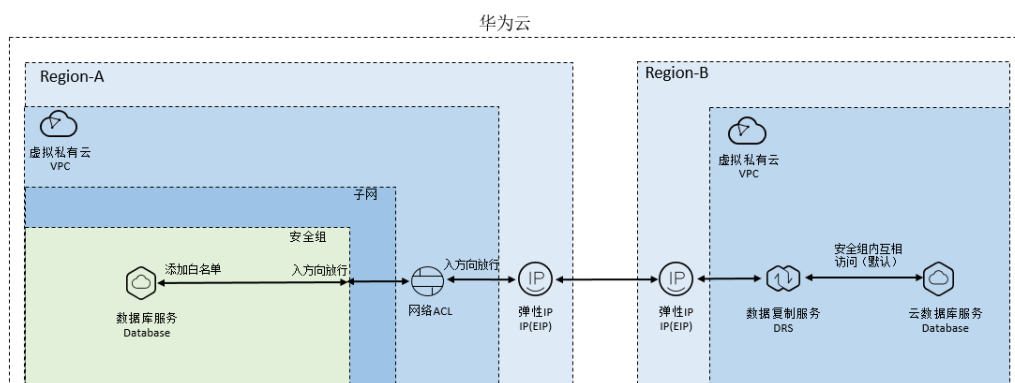 华为云
Region-A
Region-B
虚拟私有云
VPC
虚拟私有云
VPC
子网
安全组
添加白名单
入方向放行
入方向放行
安全组内互相
访问（默认）
IP
IP
数据库服务
Database
网络ACL
弹性IP
IP(EIP)
弹性IP
IP(EIP)
数据复制服务
DRS
云数据库服务
Database